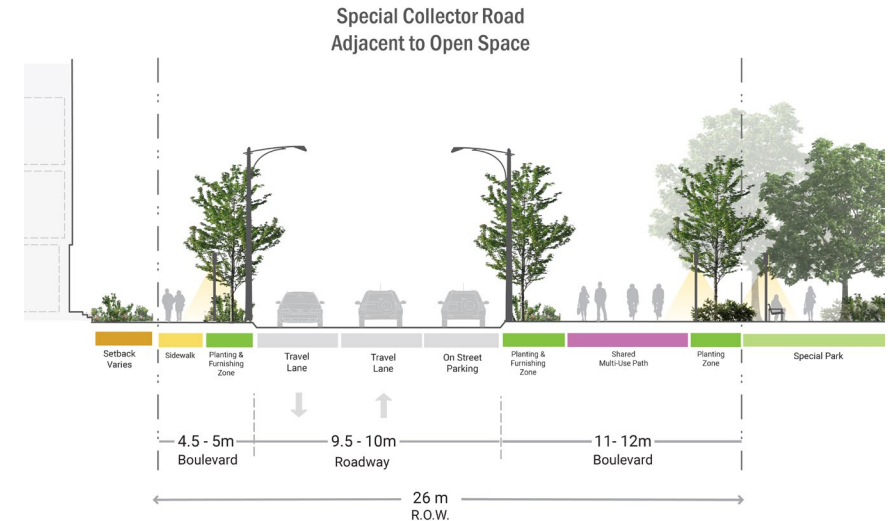 Special Collector Road
Adjacent to Open Space
Setback
Varies
Sidewalk
Planting &
Furnishing
Zone
Travel
Lane
Travel
Lane
On Street
Parking
Planting &
Furnishing
Zone
Shared
Multi-Use Path
Planting
Zone
Special Park
4.5 - 5m
Boulevard
9.5 - 10m
Roadway
11- 12m
Boulevard
26 m
R.O.W.